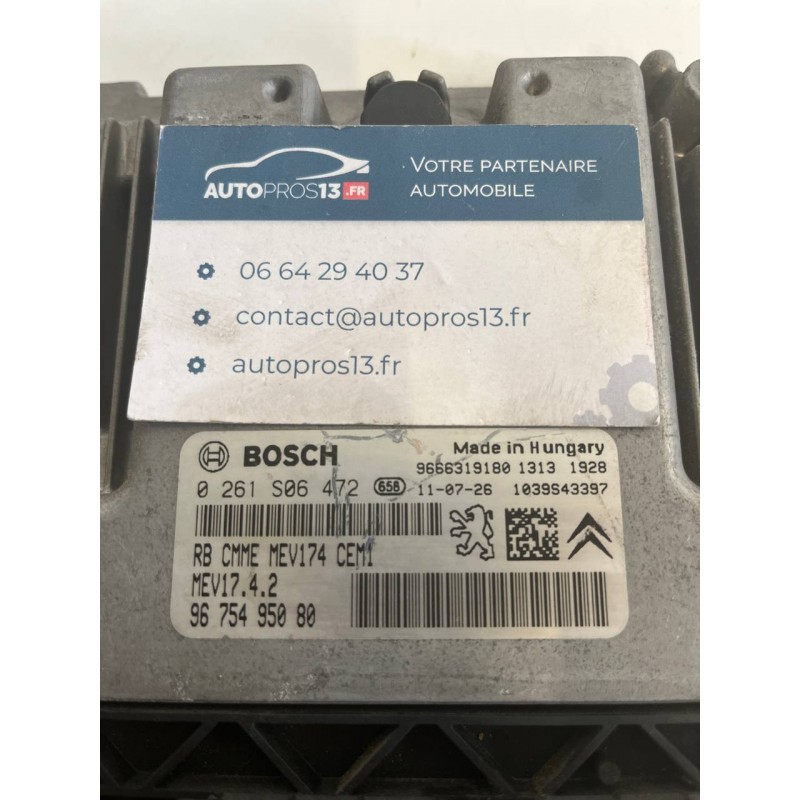 AUTOPROS13.FR
VOTRE PARTENAIRE
AUTOMOBILE
06 64 29 40 37
contact@autopros13.fr
autopros13.fr
BOSCH Made in Hungary
9666319180 1313 1928
0 261 S06 472 658 11-07-26 1039S43397
RB CMME MEV174 CEM1
MEV17.4.2
96 754 950 80